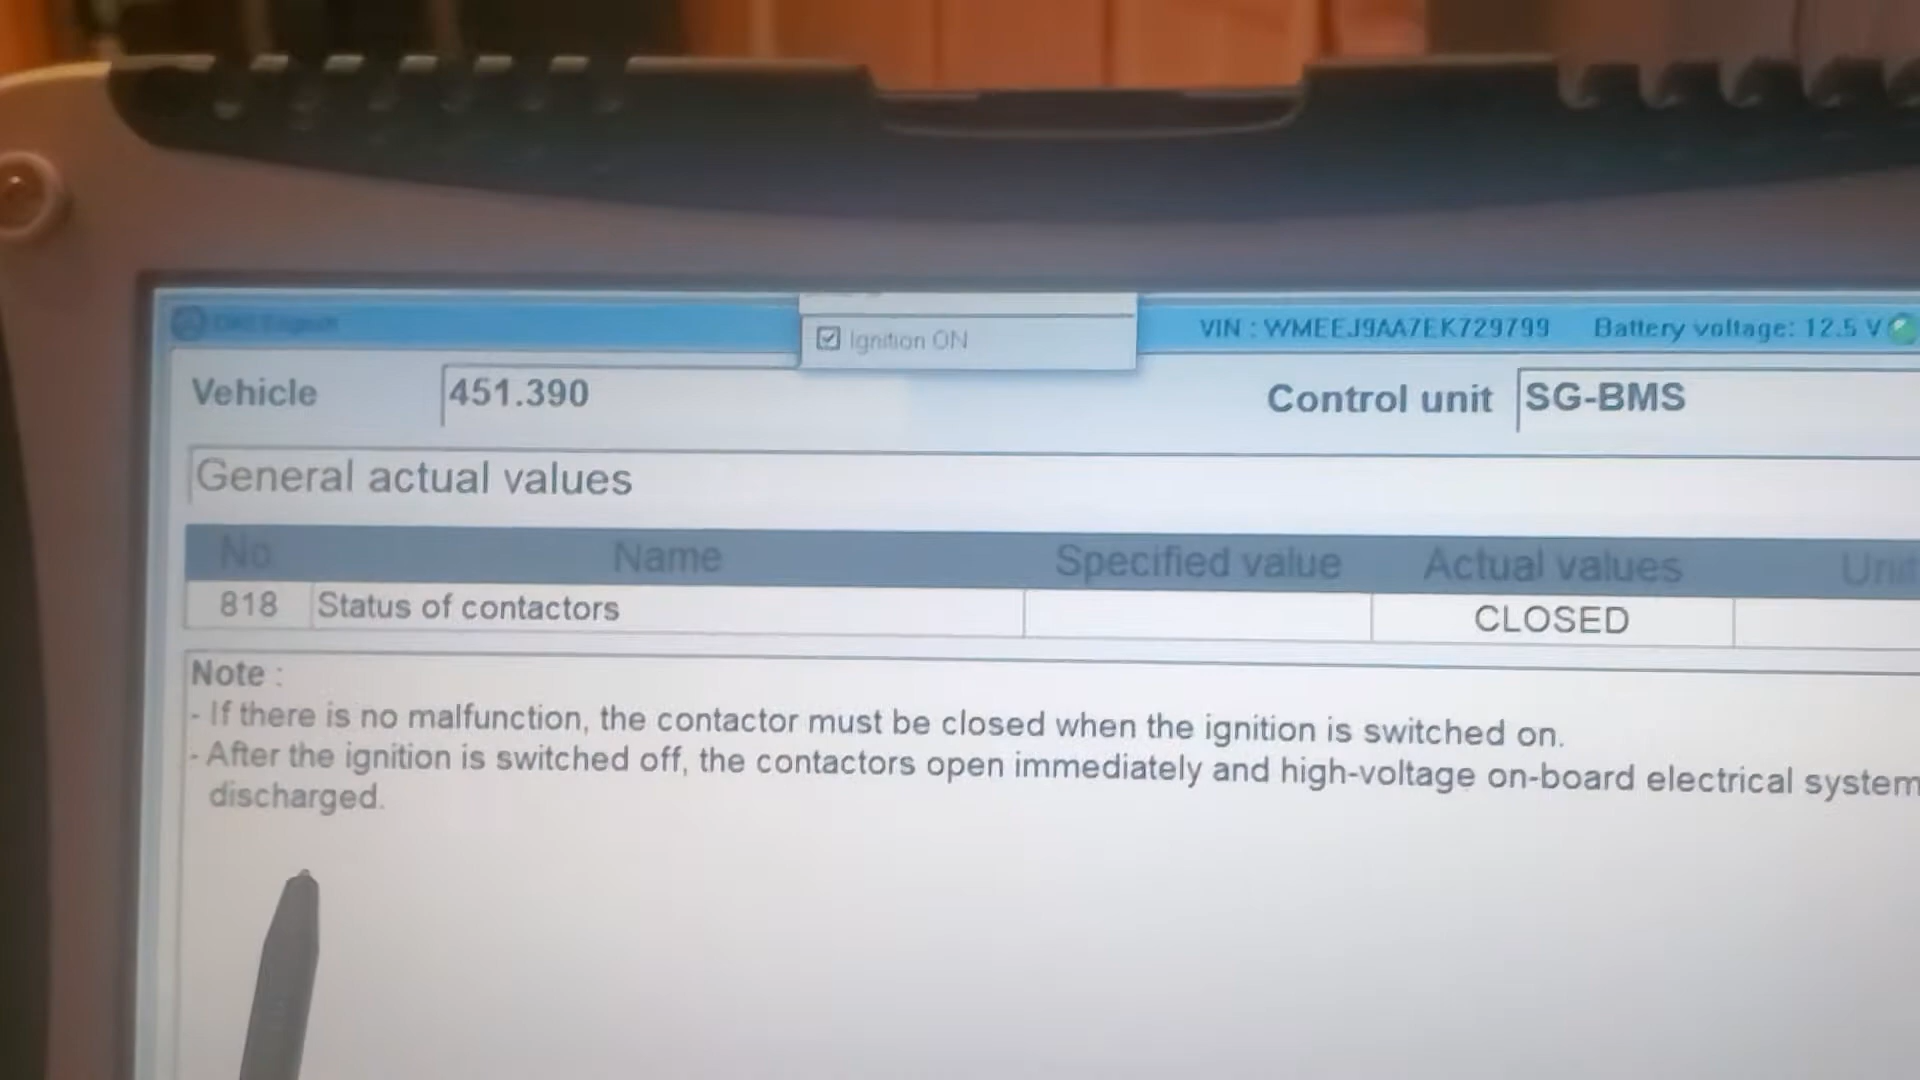 Ignition ON
VIN : WMEEJ9AA7EK729799 Battery voltage: 12.5 V
Vehicle 451.390 Control unit SG-BMS
General actual values
No Name Specified value Actual values Unit
818 Status of contactors CLOSED
Note :
- If there is no malfunction, the contactor must be closed when the ignition is switched on.
- After the ignition is switched off, the contactors open immediately and high-voltage on-board electrical system
discharged.